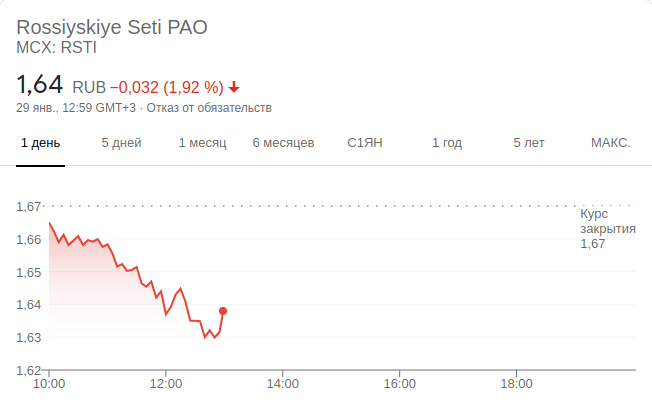 Rossiyskiye Seti PAO
MCX: RSTI
1,64 RUB −0,032 (1,92 %)
29 янв., 12:59 GMT+3 · Отказ от обязательств
1 день 5 дней 1 месяц 6 месяцев С1ЯН 1 год 5 лет МАКС.
1,67
Курс
закрытия
1,67
1,66
1,65
1,64
1,63
1,62
10:00 12:00 14:00 16:00 18:00